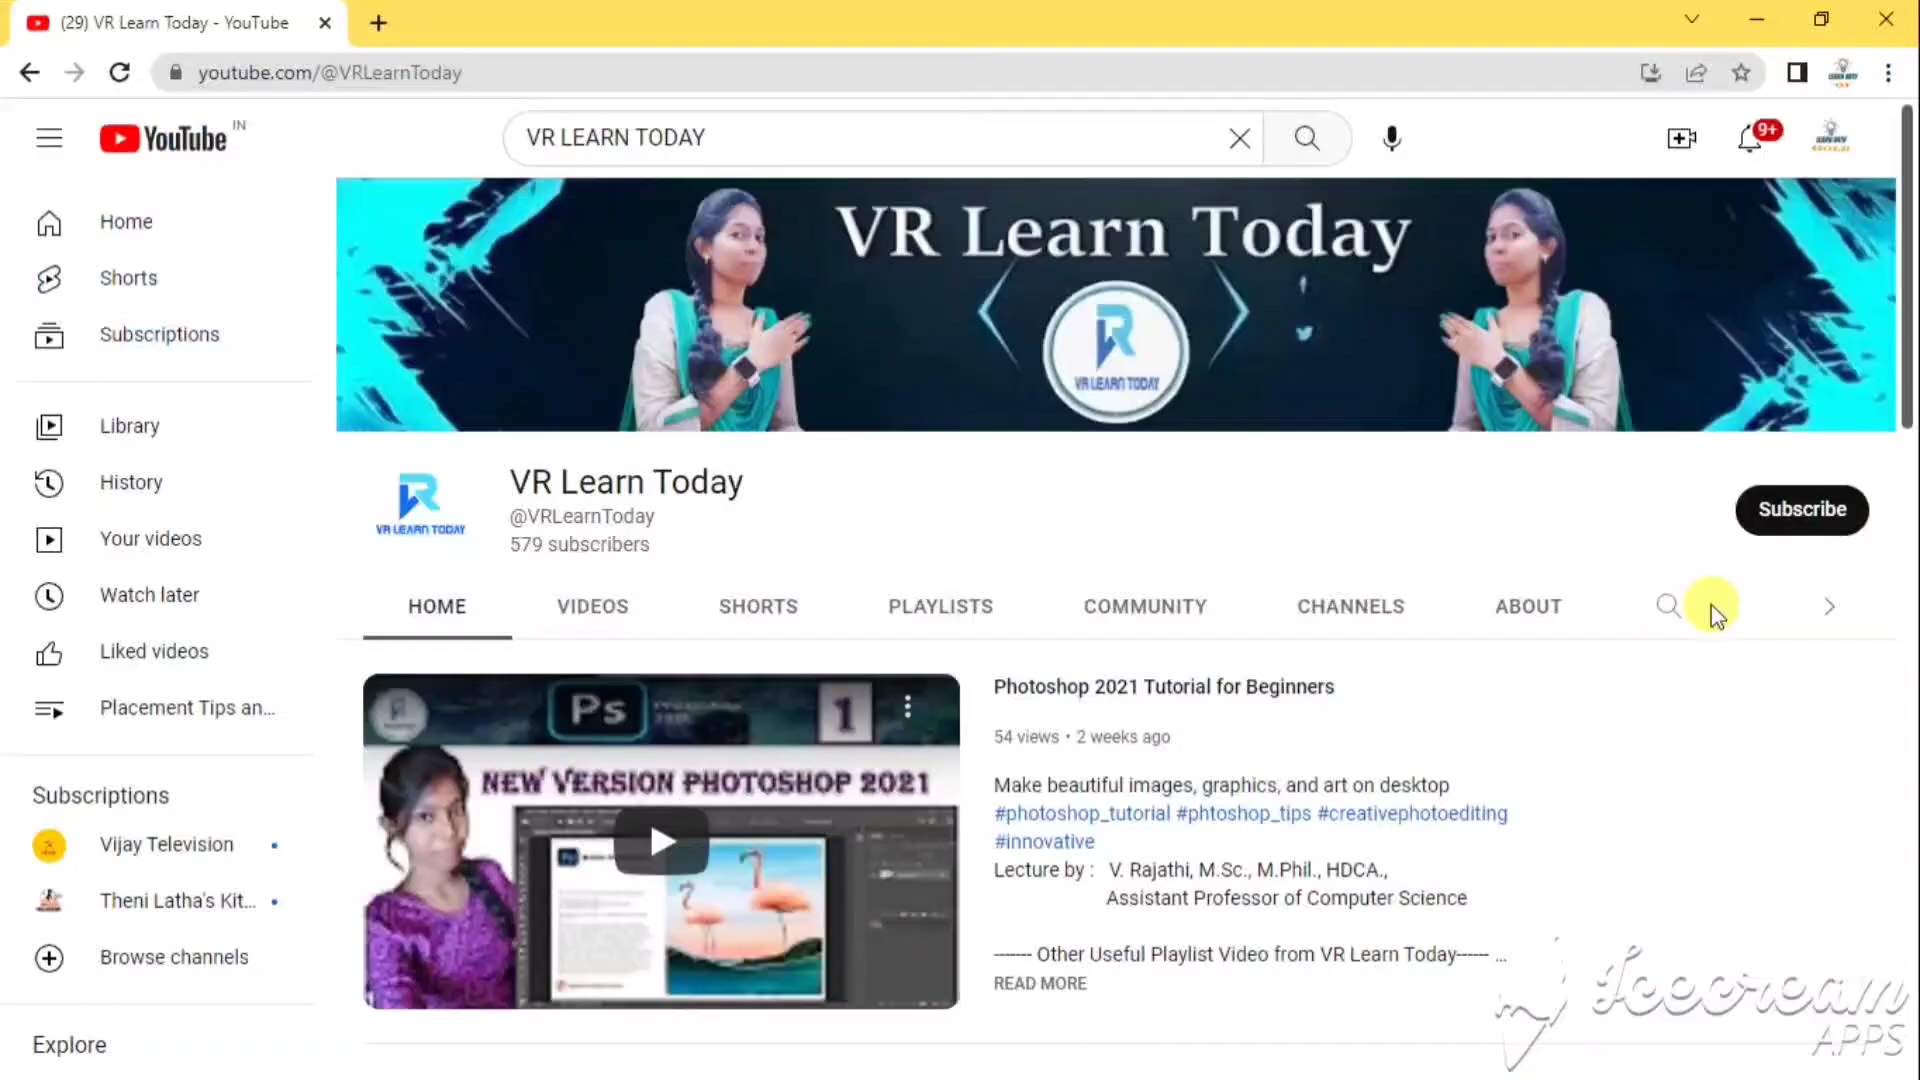 (29) VR Learn Today - YouTube
youtube.com/@VRLearnToday
YouTube IN
VR LEARN TODAY
9+
Home
Shorts
Subscriptions
Library
History
Your videos
Watch later
Liked videos
Placement Tips an...
Subscriptions
Vijay Television
Theni Latha's Kit...
Browse channels
Explore
VR Learn Today
VR LEARN TODAY
VR LEARN TODAY
VR Learn Today
@VRLearnToday
579 subscribers
Subscribe
HOME VIDEOS SHORTS PLAYLISTS COMMUNITY CHANNELS ABOUT
Ps
1
NEW VERSION PHOTOSHOP 2021
Photoshop 2021 Tutorial for Beginners
54 views • 2 weeks ago
Make beautiful images, graphics, and art on desktop
#photoshop_tutorial #phtoshop_tips #creativephotoediting
#innovative
Lecture by : V. Rajathi, M.Sc., M.Phil., HDCA.,
Assistant Professor of Computer Science
------- Other Useful Playlist Video from VR Learn Today------ ...
READ MORE
Icecream
APPS